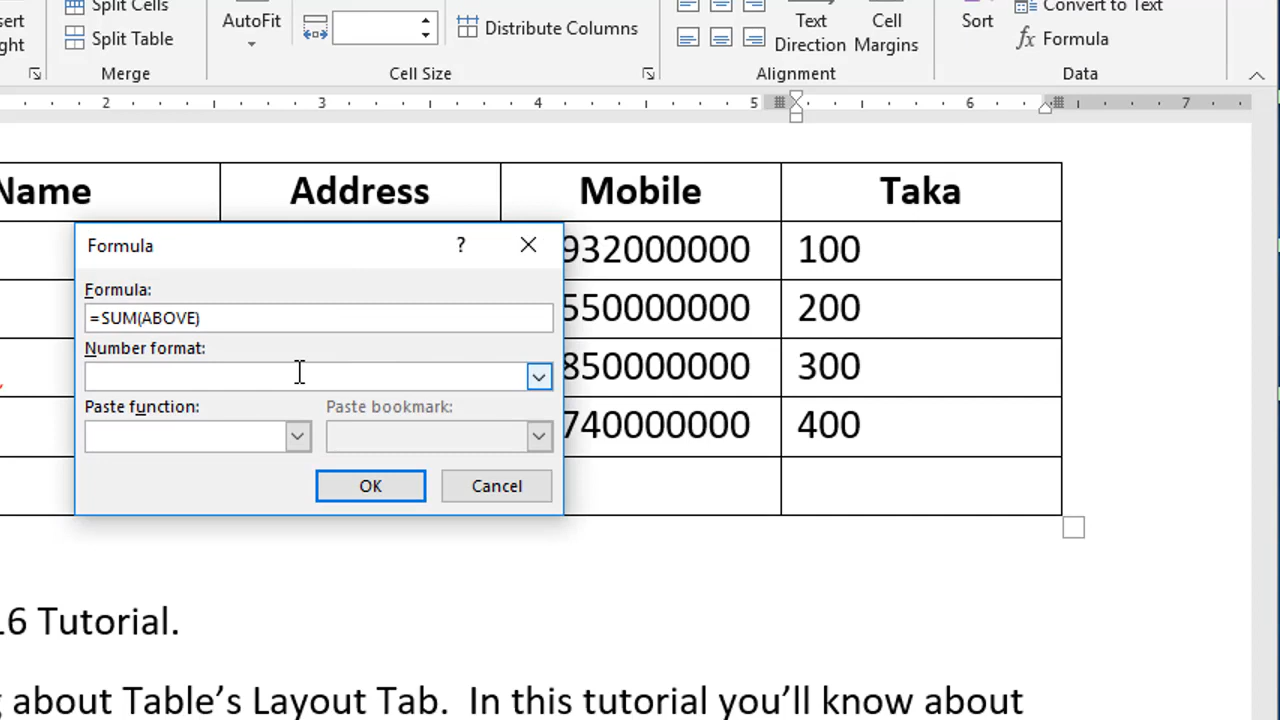 Split Cells
AutoFit
Distribute Columns
Text
Direction
Cell
Margins
Sort
Convert to Text
Split Table
Formula
Merge
Cell Size
Alignment
Data
2
3
4
5
6
7
Name
Address
Mobile
Taka
Formula
?
Formula:
=SUM(ABOVE)
Number format:
Paste function:
Paste bookmark:
OK
Cancel
932000000
100
550000000
200
850000000
300
740000000
400
16 Tutorial.
about Table’s Layout Tab. In this tutorial you’ll know about